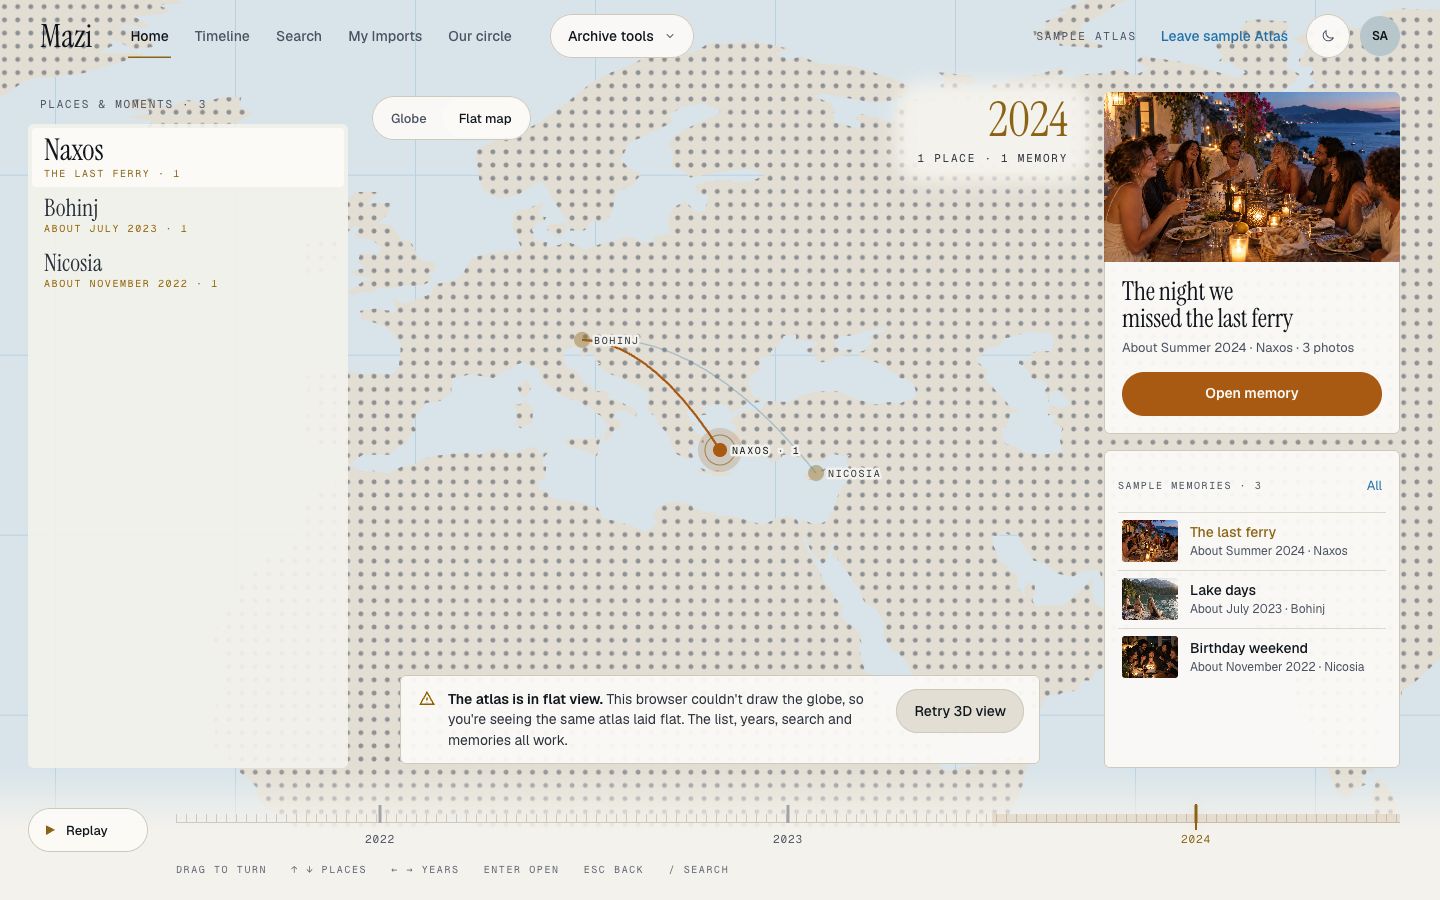 Mazi
Home
Timeline
Search
My Imports
Our circle
Archive tools
SAMPLE ATLAS
Leave sample Atlas
SA
PLACES & MOMENTS · 3
Naxos
THE LAST FERRY · 1
Bohinj
ABOUT JULY 2023 · 1
Nicosia
ABOUT NOVEMBER 2022 · 1
Globe
Flat map
2024
1 PLACE · 1 MEMORY
BOHINJ
NAXOS · 1
NICOSIA
The night we
missed the last ferry
About Summer 2024 · Naxos · 3 photos
Open memory
SAMPLE MEMORIES · 3
All
The last ferry
About Summer 2024 · Naxos
Lake days
About July 2023 · Bohinj
Birthday weekend
About November 2022 · Nicosia
The atlas is in flat view. This browser couldn't draw the globe, so
you're seeing the same atlas laid flat. The list, years, search and
memories all work.
Retry 3D view
Replay
2022
2023
2024
DRAG TO TURN
↑ ↓ PLACES
← → YEARS
ENTER OPEN
ESC BACK
/ SEARCH